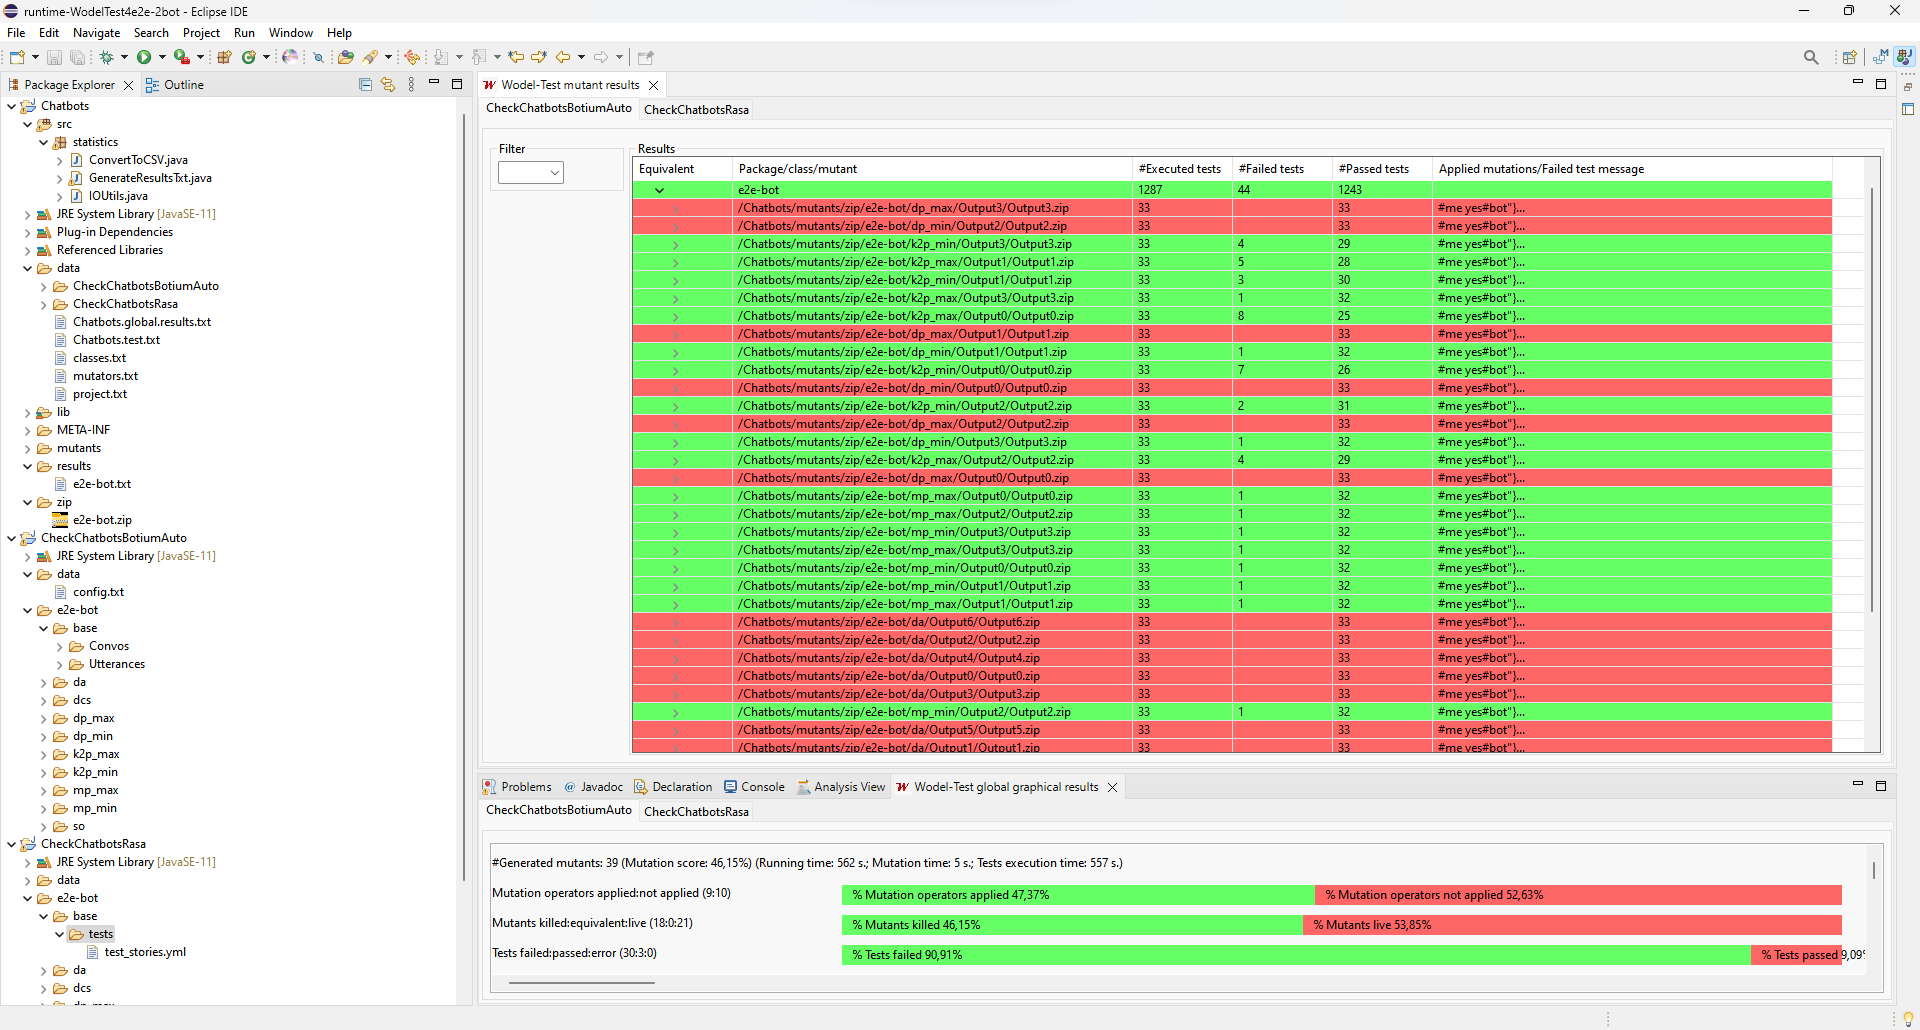 runtime-WodelTest4e2e-2bot - Eclipse IDE
File Edit Navigate Search Project Run Window Help
Package Explorer Outline
Chatbots
src
statistics
ConvertToCSV.java
GenerateResultsTxt.java
IOUtils.java
JRE System Library [JavaSE-11]
Plug-in Dependencies
Referenced Libraries
data
CheckChatbotsBotiumAuto
CheckChatbotsRasa
Chatbots.global.results.txt
Chatbots.test.txt
classes.txt
mutators.txt
project.txt
lib
META-INF
mutants
results
e2e-bot.txt
zip
e2e-bot.zip
CheckChatbotsBotiumAuto
JRE System Library [JavaSE-11]
data
config.txt
e2e-bot
base
Convos
Utterances
da
dcs
dp_max
dp_min
k2p_max
k2p_min
mp_max
mp_min
so
CheckChatbotsRasa
JRE System Library [JavaSE-11]
data
e2e-bot
base
tests
test_stories.yml
da
dcs
Wodel-Test mutant results
CheckChatbotsBotiumAuto CheckChatbotsRasa
Filter
Results
Equivalent Package/class/mutant #Executed tests #Failed tests #Passed tests Applied mutations/Failed test message
e2e-bot 1287 44 1243
/Chatbots/mutants/zip/e2e-bot/dp_max/Output3/Output3.zip 33 33 #me yes#bot"}...
/Chatbots/mutants/zip/e2e-bot/dp_min/Output2/Output2.zip 33 33 #me yes#bot"}...
/Chatbots/mutants/zip/e2e-bot/k2p_min/Output3/Output3.zip 33 4 29 #me yes#bot"}...
/Chatbots/mutants/zip/e2e-bot/k2p_max/Output1/Output1.zip 33 5 28 #me yes#bot"}...
/Chatbots/mutants/zip/e2e-bot/k2p_min/Output1/Output1.zip 33 3 30 #me yes#bot"}...
/Chatbots/mutants/zip/e2e-bot/k2p_max/Output3/Output3.zip 33 1 32 #me yes#bot"}...
/Chatbots/mutants/zip/e2e-bot/k2p_max/Output0/Output0.zip 33 8 25 #me yes#bot"}...
/Chatbots/mutants/zip/e2e-bot/dp_max/Output1/Output1.zip 33 33 #me yes#bot"}...
/Chatbots/mutants/zip/e2e-bot/dp_min/Output1/Output1.zip 33 1 32 #me yes#bot"}...
/Chatbots/mutants/zip/e2e-bot/k2p_min/Output0/Output0.zip 33 7 26 #me yes#bot"}...
/Chatbots/mutants/zip/e2e-bot/dp_min/Output0/Output0.zip 33 33 #me yes#bot"}...
/Chatbots/mutants/zip/e2e-bot/k2p_min/Output2/Output2.zip 33 2 31 #me yes#bot"}...
/Chatbots/mutants/zip/e2e-bot/dp_max/Output2/Output2.zip 33 33 #me yes#bot"}...
/Chatbots/mutants/zip/e2e-bot/dp_min/Output3/Output3.zip 33 1 32 #me yes#bot"}...
/Chatbots/mutants/zip/e2e-bot/k2p_max/Output2/Output2.zip 33 4 29 #me yes#bot"}...
/Chatbots/mutants/zip/e2e-bot/dp_max/Output0/Output0.zip 33 33 #me yes#bot"}...
/Chatbots/mutants/zip/e2e-bot/mp_max/Output0/Output0.zip 33 1 32 #me yes#bot"}...
/Chatbots/mutants/zip/e2e-bot/mp_max/Output2/Output2.zip 33 1 32 #me yes#bot"}...
/Chatbots/mutants/zip/e2e-bot/mp_min/Output3/Output3.zip 33 1 32 #me yes#bot"}...
/Chatbots/mutants/zip/e2e-bot/mp_max/Output3/Output3.zip 33 1 32 #me yes#bot"}...
/Chatbots/mutants/zip/e2e-bot/mp_min/Output0/Output0.zip 33 1 32 #me yes#bot"}...
/Chatbots/mutants/zip/e2e-bot/mp_min/Output1/Output1.zip 33 1 32 #me yes#bot"}...
/Chatbots/mutants/zip/e2e-bot/mp_max/Output1/Output1.zip 33 1 32 #me yes#bot"}...
/Chatbots/mutants/zip/e2e-bot/da/Output6/Output6.zip 33 33 #me yes#bot"}...
/Chatbots/mutants/zip/e2e-bot/da/Output2/Output2.zip 33 33 #me yes#bot"}...
/Chatbots/mutants/zip/e2e-bot/da/Output4/Output4.zip 33 33 #me yes#bot"}...
/Chatbots/mutants/zip/e2e-bot/da/Output0/Output0.zip 33 33 #me yes#bot"}...
/Chatbots/mutants/zip/e2e-bot/da/Output3/Output3.zip 33 33 #me yes#bot"}...
/Chatbots/mutants/zip/e2e-bot/mp_min/Output2/Output2.zip 33 1 32 #me yes#bot"}...
/Chatbots/mutants/zip/e2e-bot/da/Output5/Output5.zip 33 33 #me yes#bot"}...
/Chatbots/mutants/zip/e2e-bot/da/Output1/Output1.zip 33 33 #me yes#bot"}...
Problems Javadoc Declaration Console Analysis View Wodel-Test global graphical results
CheckChatbotsBotiumAuto CheckChatbotsRasa
#Generated mutants: 39 (Mutation score: 46,15%) (Running time: 562 s.; Mutation time: 5 s.; Tests execution time: 557 s.)
Mutation operators applied:not applied (9:10) % Mutation operators applied 47,37% % Mutation operators not applied 52,63%
Mutants killed:equivalent:live (18:0:21) % Mutants killed 46,15% % Mutants live 53,85%
Tests failed:passed:error (30:3:0) % Tests failed 90,91% % Tests passed 9,09